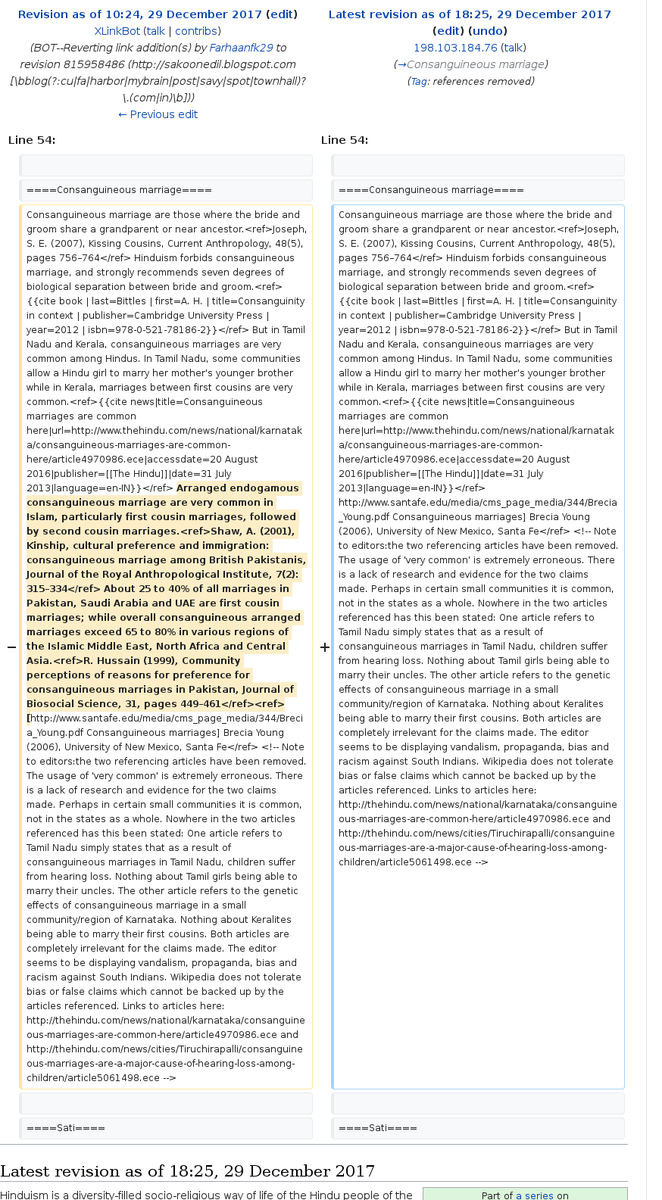 Revision as of 10:24, 29 December 2017 (edit)
XLinkBot (talk | contribs)
(BOT--Reverting link addition(s) by Farhaanfk29 to
revision 815958486 (http://sakoonedil.blogspot.com
[\bblog(?:cu|fa|harbor|mybrain|post|savy|spot|townhall)?
\.(com|in)\b]))
← Previous edit
Latest revision as of 18:25, 29 December 2017
(edit) (undo)
198.103.184.76 (talk)
(→Consanguineous marriage)
(Tag: references removed)
Line 54:
Line 54:
====Consanguineous marriage====
====Consanguineous marriage====
−
Consanguineous marriage are those where the bride and
groom share a grandparent or near ancestor.<ref>Joseph,
S. E. (2007), Kissing Cousins, Current Anthropology, 48(5),
pages 756–764</ref> Hinduism forbids consanguineous
marriage, and strongly recommends seven degrees of
biological separation between bride and groom.<ref>
{{cite book | last=Bittles | first=A. H. | title=Consanguinity
in context | publisher=Cambridge University Press |
year=2012 | isbn=978-0-521-78186-2}}</ref> But in Tamil
Nadu and Kerala, consanguineous marriages are very
common among Hindus. In Tamil Nadu, some communities
allow a Hindu girl to marry her mother's younger brother
while in Kerala, marriages between first cousins are very
common.<ref>{{cite news|title=Consanguineous
marriages are common
here|url=http://www.thehindu.com/news/national/karnatak
a/consanguineous-marriages-are-common-
here/article4970986.ece|accessdate=20 August
2016|publisher=[[The Hindu]]|date=31 July
2013|language=en-IN}}</ref> Arranged endogamous
consanguineous marriage are very common in
Islam, particularly first cousin marriages, followed
by second cousin marriages.<ref>Shaw, A. (2001),
Kinship, cultural preference and immigration:
consanguineous marriage among British Pakistanis,
Journal of the Royal Anthropological Institute, 7(2):
315–334</ref> About 25 to 40% of all marriages in
Pakistan, Saudi Arabia and UAE are first cousin
marriages; while overall consanguineous arranged
marriages exceed 65 to 80% in various regions of
the Islamic Middle East, North Africa and Central
Asia.<ref>R. Hussain (1999), Community
perceptions of reasons for preference for
consanguineous marriages in Pakistan, Journal of
Biosocial Science, 31, pages 449–461</ref><ref>
[http://www.santafe.edu/media/cms_page_media/344/Breci
a_Young.pdf Consanguineous marriages] Brecia Young
(2006), University of New Mexico, Santa Fe</ref> <!-- Note
to editors:the two referencing articles have been removed.
The usage of 'very common' is extremely erroneous. There
is a lack of research and evidence for the two claims
made. Perhaps in certain small communities it is common,
not in the states as a whole. Nowhere in the two articles
referenced has this been stated: One article refers to
Tamil Nadu simply states that as a result of
consanguineous marriages in Tamil Nadu, children suffer
from hearing loss. Nothing about Tamil girls being able to
marry their uncles. The other article refers to the genetic
effects of consanguineous marriage in a small
community/region of Karnataka. Nothing about Keralites
being able to marry their first cousins. Both articles are
completely irrelevant for the claims made. The editor
seems to be displaying vandalism, propaganda, bias and
racism against South Indians. Wikipedia does not tolerate
bias or false claims which cannot be backed up by the
articles referenced. Links to articles here:
http://thehindu.com/news/national/karnataka/consanguine
ous-marriages-are-common-here/article4970986.ece and
http://thehindu.com/news/cities/Tiruchirapalli/consanguine
ous-marriages-are-a-major-cause-of-hearing-loss-among-
children/article5061498.ece -->
+
Consanguineous marriage are those where the bride and
groom share a grandparent or near ancestor.<ref>Joseph,
S. E. (2007), Kissing Cousins, Current Anthropology, 48(5),
pages 756–764</ref> Hinduism forbids consanguineous
marriage, and strongly recommends seven degrees of
biological separation between bride and groom.<ref>
{{cite book | last=Bittles | first=A. H. | title=Consanguinity
in context | publisher=Cambridge University Press |
year=2012 | isbn=978-0-521-78186-2}}</ref> But in Tamil
Nadu and Kerala, consanguineous marriages are very
common among Hindus. In Tamil Nadu, some communities
allow a Hindu girl to marry her mother's younger brother
while in Kerala, marriages between first cousins are very
common.<ref>{{cite news|title=Consanguineous
marriages are common
here|url=http://www.thehindu.com/news/national/karnatak
a/consanguineous-marriages-are-common-
here/article4970986.ece|accessdate=20 August
2016|publisher=[[The Hindu]]|date=31 July
2013|language=en-IN}}</ref>
http://www.santafe.edu/media/cms_page_media/344/Brecia
_Young.pdf Consanguineous marriages] Brecia Young
(2006), University of New Mexico, Santa Fe</ref> <!-- Note
to editors:the two referencing articles have been removed.
The usage of 'very common' is extremely erroneous. There
is a lack of research and evidence for the two claims
made. Perhaps in certain small communities it is common,
not in the states as a whole. Nowhere in the two articles
referenced has this been stated: One article refers to
Tamil Nadu simply states that as a result of
consanguineous marriages in Tamil Nadu, children suffer
from hearing loss. Nothing about Tamil girls being able to
marry their uncles. The other article refers to the genetic
effects of consanguineous marriage in a small
community/region of Karnataka. Nothing about Keralites
being able to marry their first cousins. Both articles are
completely irrelevant for the claims made. The editor
seems to be displaying vandalism, propaganda, bias and
racism against South Indians. Wikipedia does not tolerate
bias or false claims which cannot be backed up by the
articles referenced. Links to articles here:
http://thehindu.com/news/national/karnataka/consanguine
ous-marriages-are-common-here/article4970986.ece and
http://thehindu.com/news/cities/Tiruchirapalli/consanguine
ous-marriages-are-a-major-cause-of-hearing-loss-among-
children/article5061498.ece -->
====Sati====
====Sati====
Latest revision as of 18:25, 29 December 2017
Hinduism is a diversity-filled socio-religious way of life of the Hindu people of the
Part of a series on